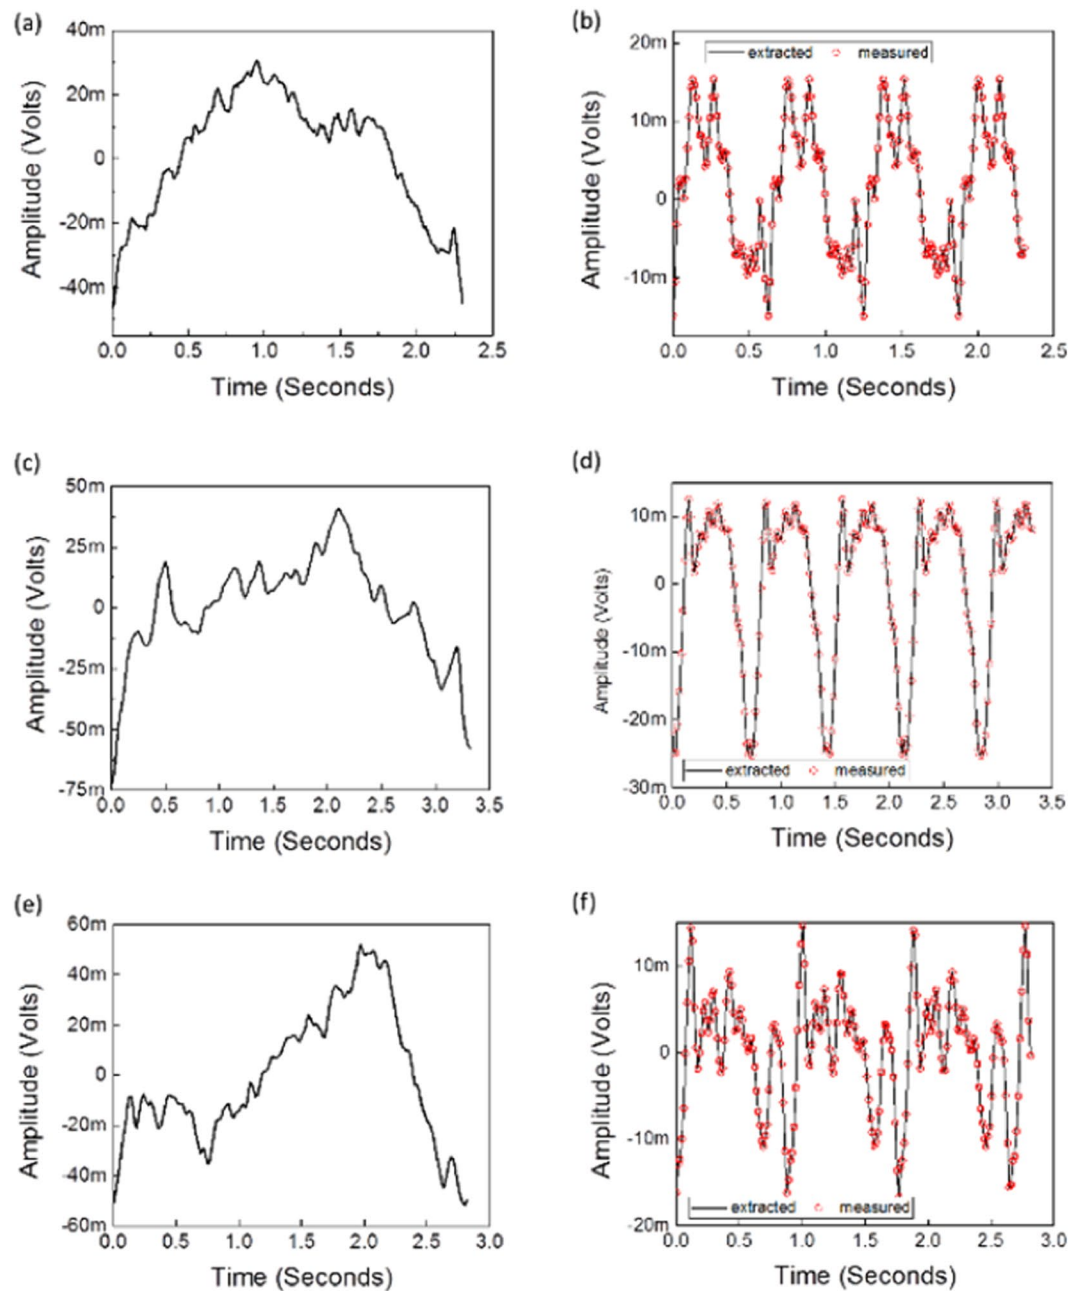 (a)
40m
20m
0
-20m
-40m
Amplitude (Volts)
0.0 0.5 1.0 1.5 2.0 2.5
Time (Seconds)
(b)
20m
10m
0
-10m
Amplitude (Volts)
extracted measured
0.0 0.5 1.0 1.5 2.0 2.5
Time (Seconds)
(c)
50m
25m
0
-25m
-50m
-75m
Amplitude (Volts)
0.0 0.5 1.0 1.5 2.0 2.5 3.0 3.5
Time (Seconds)
(d)
10m
0
-10m
-20m
-30m
Amplitude (Volts)
extracted measured
0.0 0.5 1.0 1.5 2.0 2.5 3.0 3.5
Time (Seconds)
(e)
60m
40m
20m
0
-20m
-40m
-60m
Amplitude (Volts)
0.0 0.5 1.0 1.5 2.0 2.5 3.0
Time (Seconds)
(f)
10m
0
-10m
-20m
Amplitude (Volts)
extracted measured
0.0 0.5 1.0 1.5 2.0 2.5 3.0
Time (Seconds)